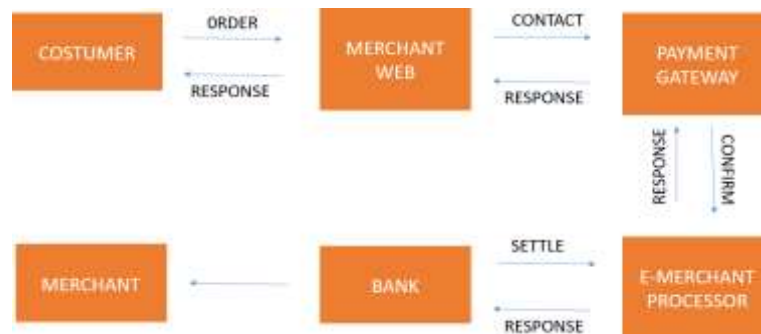 ORDER
CONTACT
COSTUMER
MERCHANT
WEB
PAYMENT
GATEWAY
RESPONSE
RESPONSE
RESPONSE
CONFIRM
SETTLE
MERCHANT
BANK
E-MERCHANT
PROCESSOR
RESPONSE